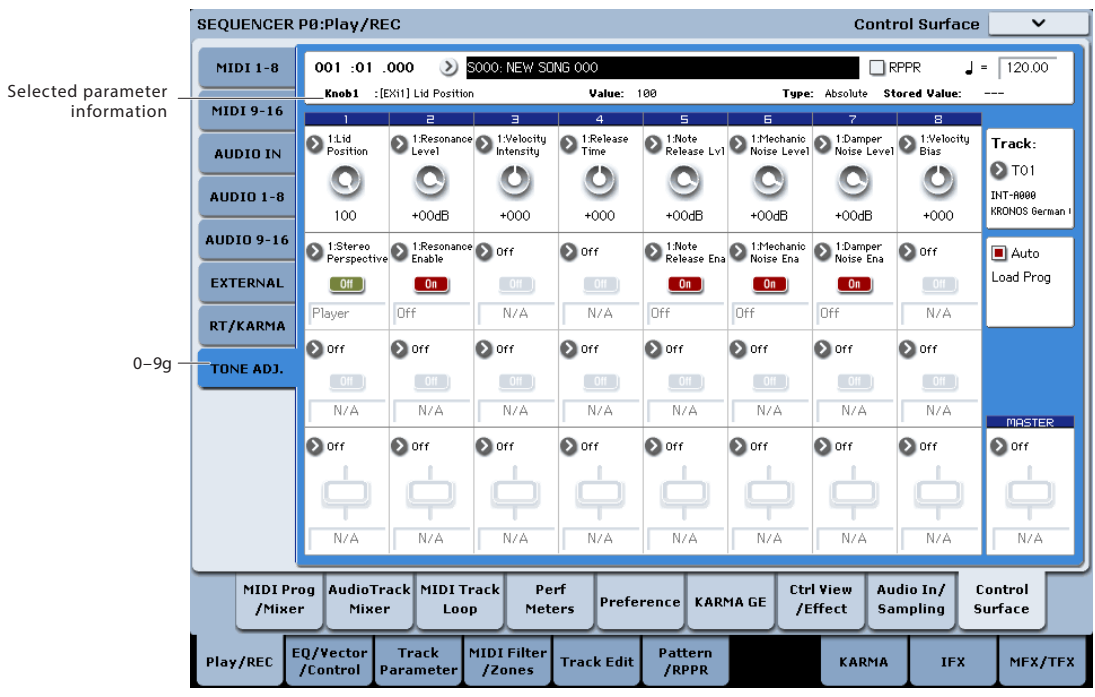 SEQUENCER P0:Play/REC
Control Surface
MIDI 1-8
MIDI 9-16
AUDIO IN
AUDIO 1-8
AUDIO 9-16
EXTERNAL
RT/KARMA
TONE ADJ.
Selected parameter
information
0–9g
001 :01 .000 S000: NEW SONG 000 RPPR ♩ = 120.00
Knob1 :[EXi1] Lid Position Value: 100 Type: Absolute Stored Value: ---
1 2 3 4 5 6 7 8
1:Lid
Position
1:Resonance
Level
1:Velocity
Intensity
1:Release
Time
1:Note
Release Lvl
1:Mechanic
Noise Level
1:Damper
Noise Level
1:Velocity
Bias
100 +00dB +000 +000 +00dB +00dB +00dB +000
1:Stereo
Perspective
1:Resonance
Enable
Off
Off
1:Note
Release Ena
1:Mechanic
Noise Ena
1:Damper
Noise Ena
Off
Off On Off Off On On On Off
Player Off N/A N/A Off Off Off N/A
Off Off Off Off Off Off Off Off
Off Off Off Off Off Off Off Off
N/A N/A N/A N/A N/A N/A N/A N/A
Off Off Off Off Off Off Off Off
N/A N/A N/A N/A N/A N/A N/A N/A
Track:
T01
INT-A000
KRONOS German
Auto
Load Prog
MASTER
Off
N/A
MIDI Prog
/Mixer
AudioTrack
Mixer
MIDI Track
Loop
Perf
Meters
Preference
KARMA GE
Ctrl View
/Effect
Audio In/
Sampling
Control
Surface
Play/REC
EQ/Vector
/Control
Track
Parameter
MIDI Filter
/Zones
Track Edit
Pattern
/RPPR
KARMA
IFX
MFX/TFX